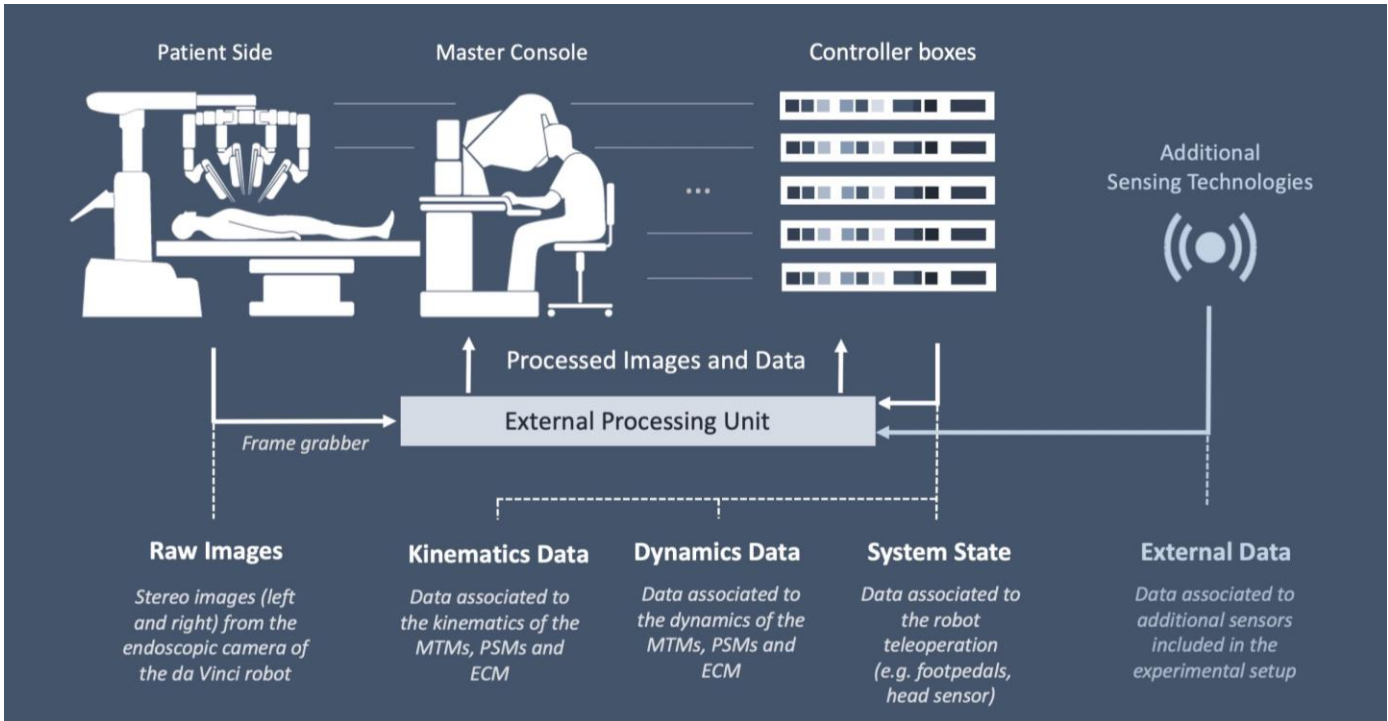 Patient Side
Master Console
Controller boxes
Additional
Sensing Technologies
...
Processed Images and Data
External Processing Unit
Frame grabber
Raw Images
Stereo images (left
and right) from the
endoscopic camera of
the da Vinci robot
Kinematics Data
Data associated to
the kinematics of the
MTMs, PSMs and
ECM
Dynamics Data
Data associated to
the dynamics of the
MTMs, PSMs and
ECM
System State
Data associated to
the robot
teleoperation
(e.g. footpedals,
head sensor)
External Data
Data associated to
additional sensors
included in the
experimental setup